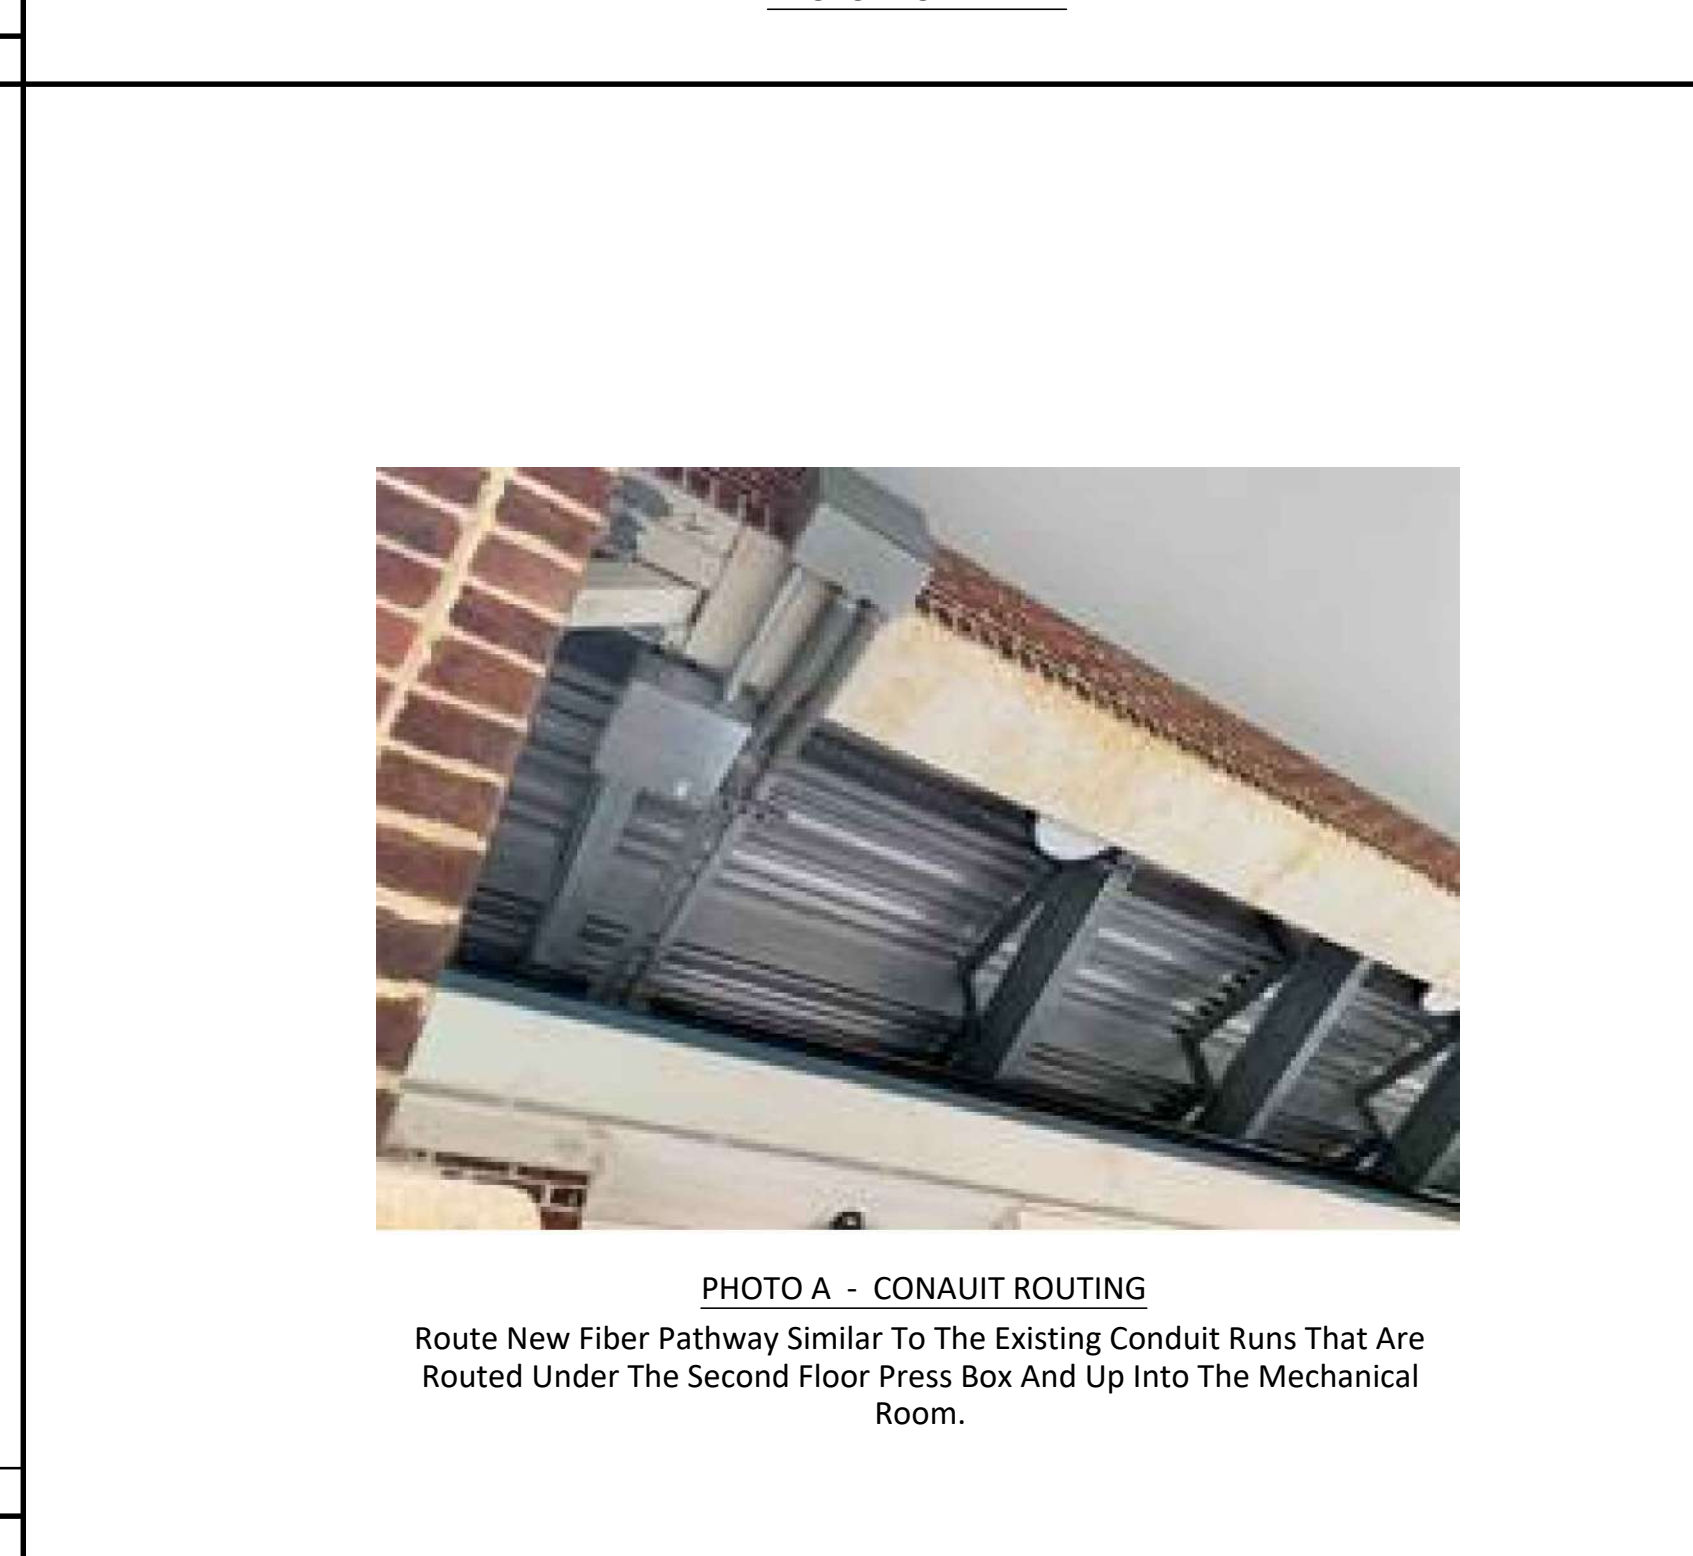 PHOTO A - CONAUIT ROUTING
Route New Fiber Pathway Similar To The Existing Conduit Runs That Are
Routed Under The Second Floor Press Box And Up Into The Mechanical
Room.